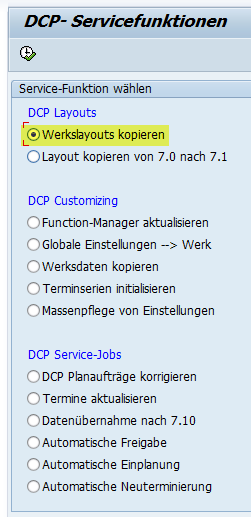 DCP- Servicefunktionen
Service-Funktion wählen
DCP Layouts
Werkslayouts kopieren
Layout kopieren von 7.0 nach 7.1
DCP Customizing
Function-Manager aktualisieren
Globale Einstellungen --> Werk
Werksdaten kopieren
Terminserien initialisieren
Massenpflege von Einstellungen
DCP Service-Jobs
DCP Planaufträge korrigieren
Termine aktualisieren
Datenübernahme nach 7.10
Automatische Freigabe
Automatische Einplanung
Automatische Neuterminierung